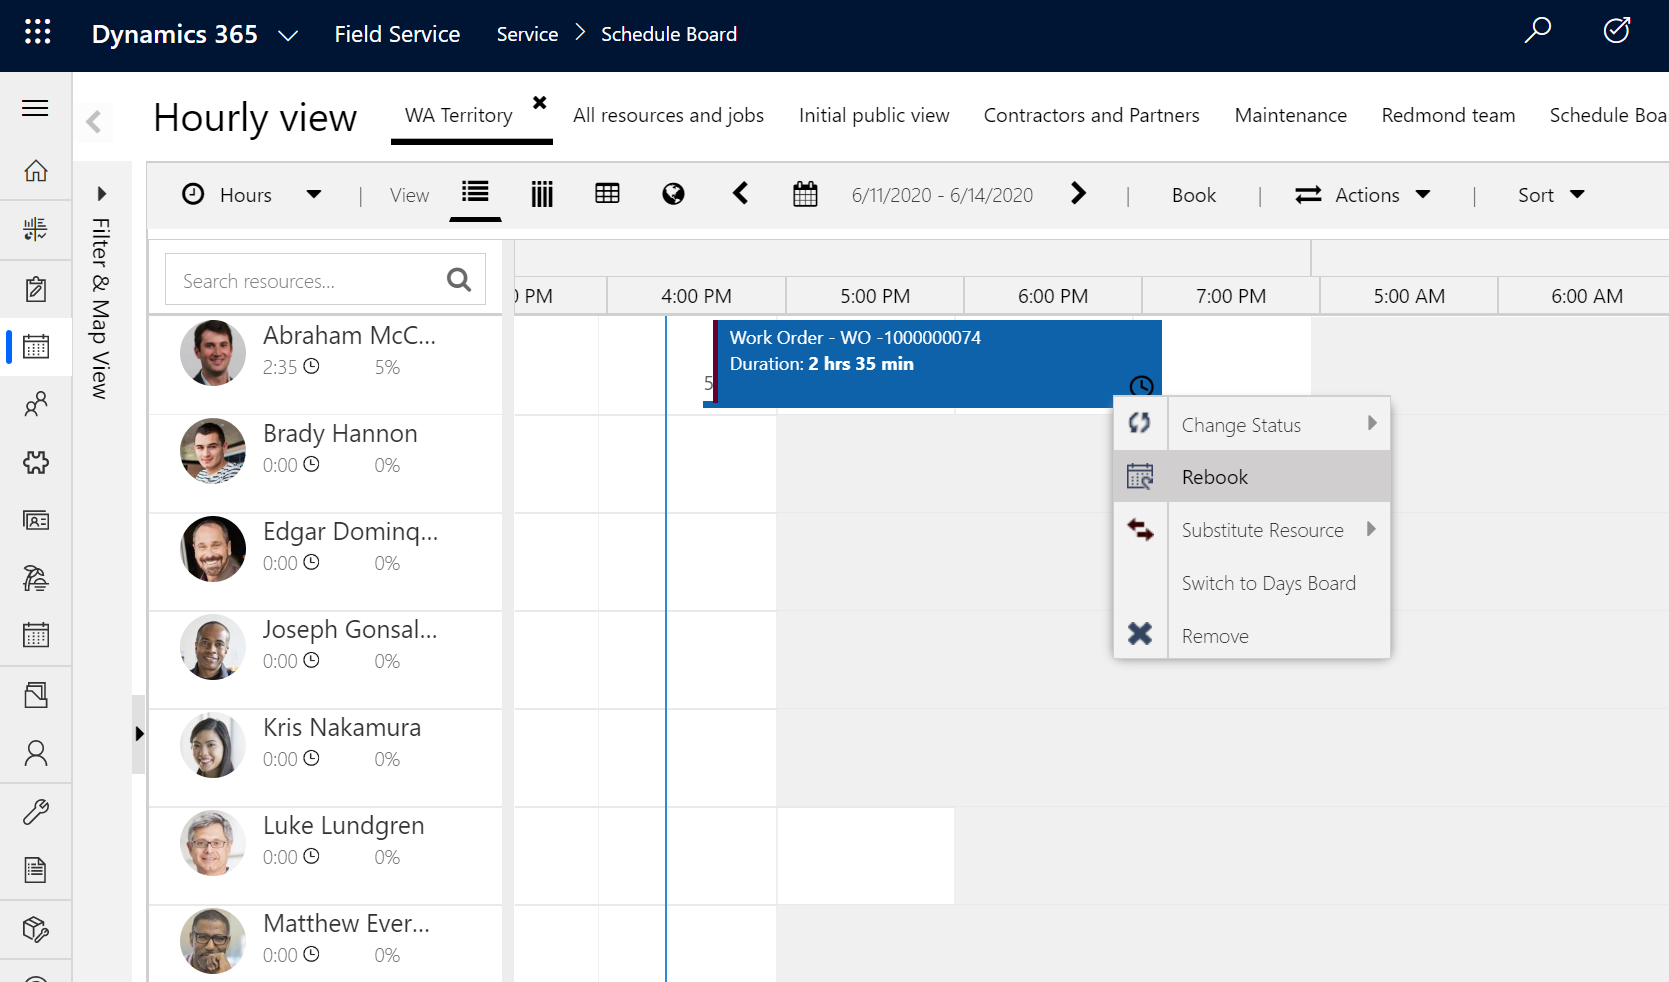 Dynamics 365
Field Service
Service
Schedule Board
Hourly view
WA Territory
All resources and jobs
Initial public view
Contractors and Partners
Maintenance
Redmond team
Schedule Boa
Filter & Map View
Hours
View
6/11/2020 - 6/14/2020
Book
Actions
Sort
Search resources...
PM
4:00 PM
5:00 PM
6:00 PM
7:00 PM
5:00 AM
6:00 AM
Abraham McC...
2:35 5%
5
Work Order - WO -1000000074
Duration: 2 hrs 35 min
Change Status
Rebook
Substitute Resource
Switch to Days Board
Remove
Brady Hannon
0:00 0%
Edgar Dominq...
0:00 0%
Joseph Gonsal...
0:00 0%
Kris Nakamura
0:00 0%
Luke Lundgren
0:00 0%
Matthew Ever...
0:00 0%